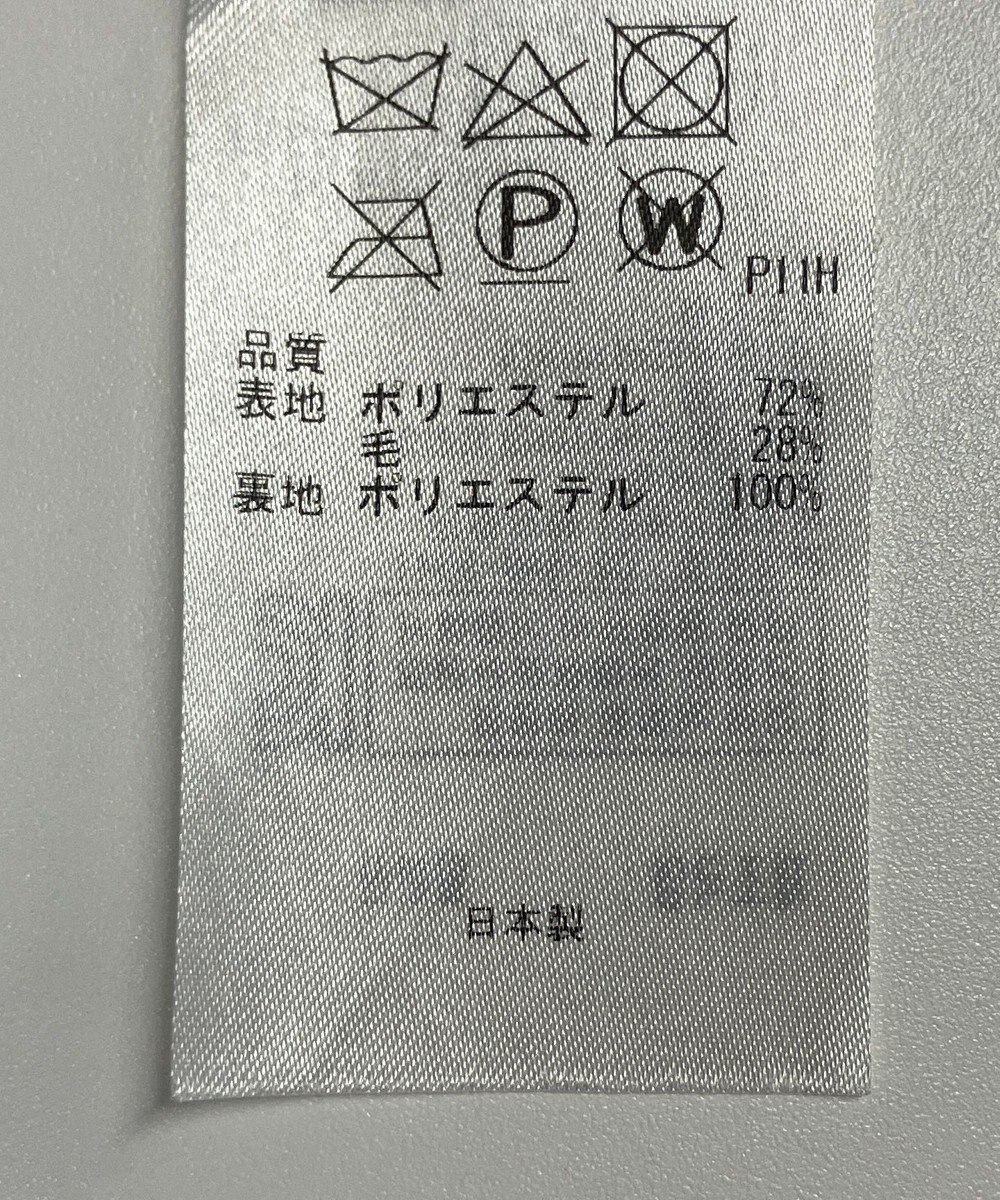 P
W
P11H
品質
表地 ポリエステル 72%
毛 28%
裏地 ポリエステル 100%
日本製